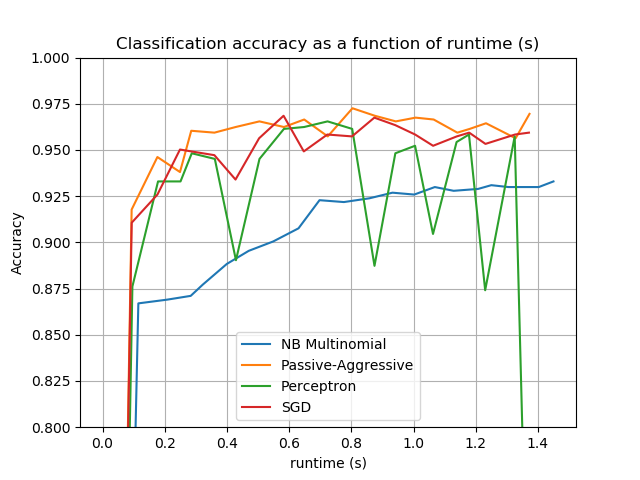 Classification accuracy as a function of runtime (s)
1.000
0.975
0.950
0.925
0.900
0.875
0.850
0.825
0.800
Accuracy
NB Multinomial
Passive-Aggressive
Perceptron
SGD
0.0 0.2 0.4 0.6 0.8 1.0 1.2 1.4
runtime (s)